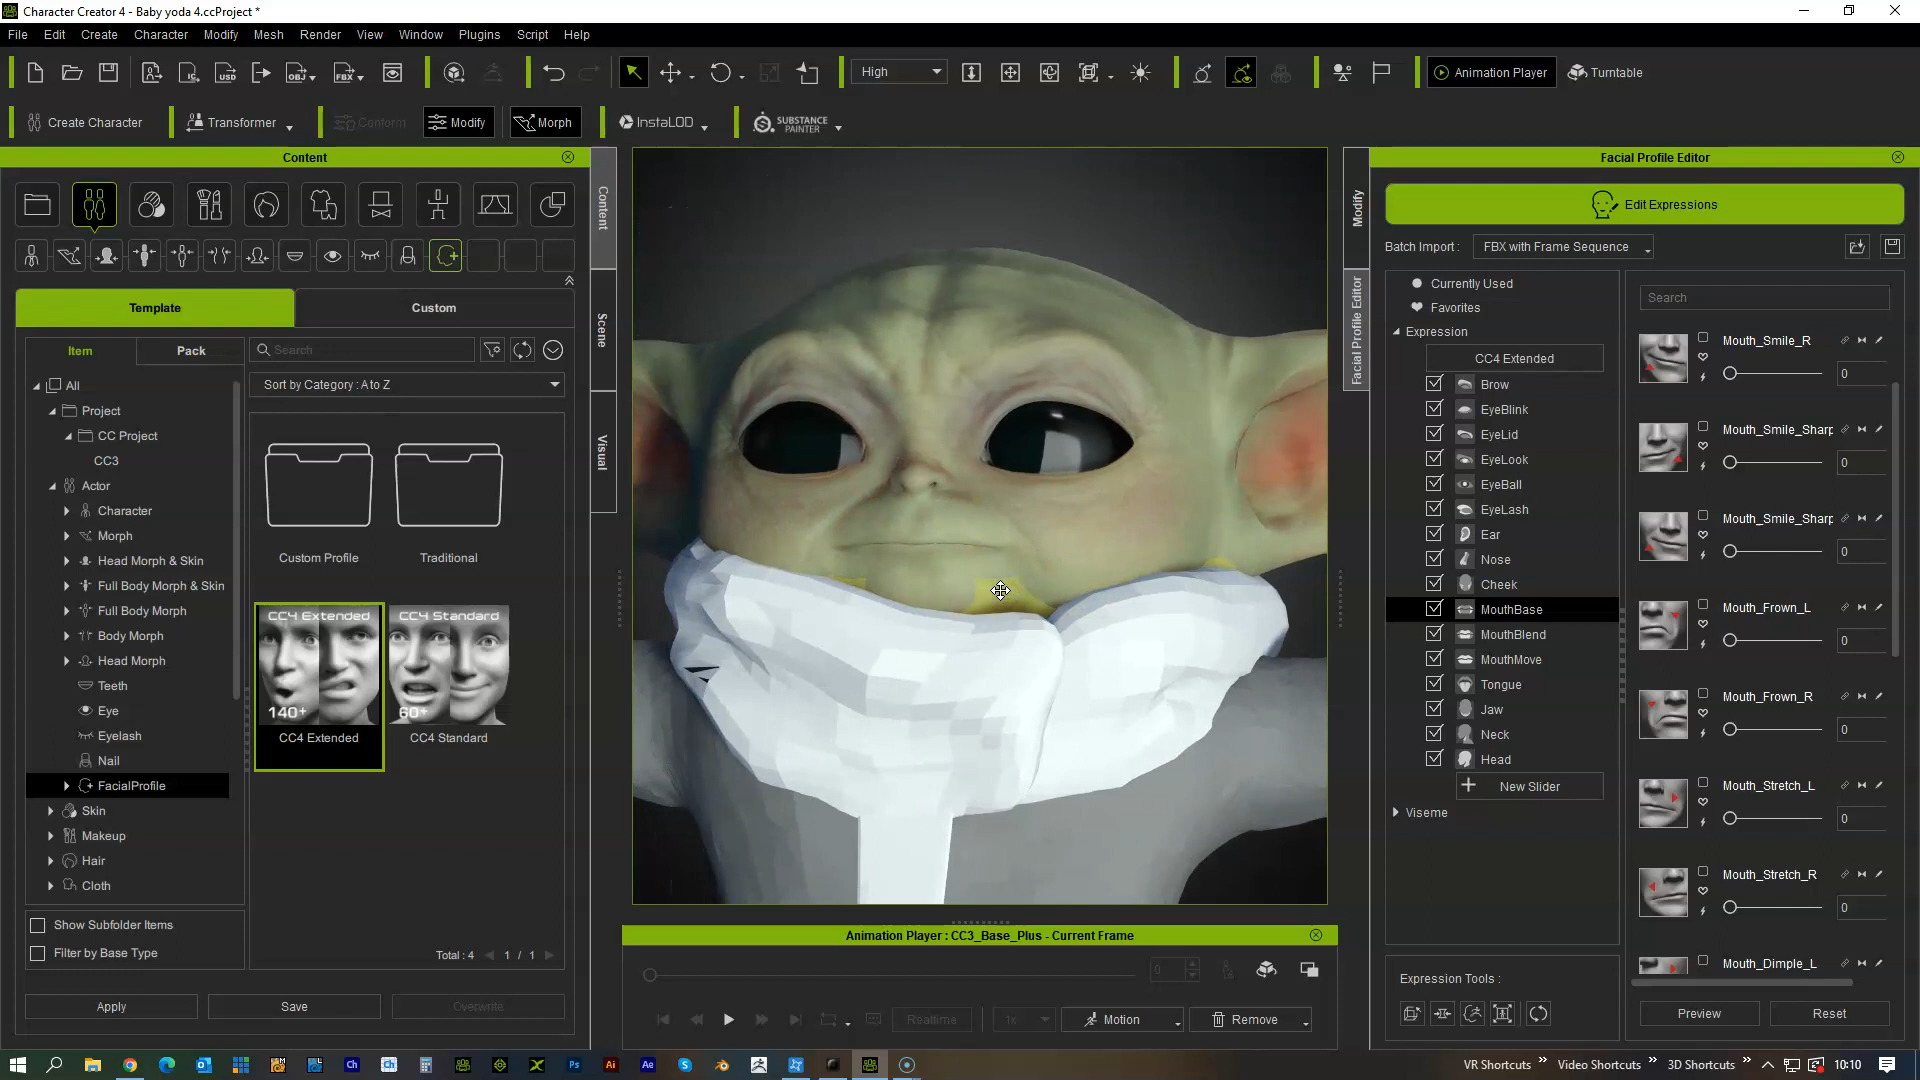 Character Creator 4 - Baby yoda 4.ccProject *
File Edit Create Character Modify Mesh Render View Window Plugins Script Help
High
Animation Player
Turntable
Create Character
Transformer
Conform
Modify
Morph
InstaLOD
SUBSTANCE PAINTER
Content
Template
Custom
Item
Pack
Search
Sort by Category : A to Z
All
Project
CC Project
CC3
Actor
Character
Morph
Head Morph & Skin
Full Body Morph & Skin
Full Body Morph
Body Morph
Head Morph
Teeth
Eye
Eyelash
Nail
FacialProfile
Skin
Makeup
Hair
Cloth
Custom Profile
Traditional
CC4 Extended
140+
CC4 Extended
CC4 Standard
60+
CC4 Standard
Show Subfolder Items
Filter by Base Type
Total : 4
1 / 1
Apply
Save
Overwrite
Content
Scene
Visual
Animation Player : CC3_Base_Plus - Current Frame
0
Realtime
1x
Motion
Remove
Modify
Facial Profile Editor
Facial Profile Editor
Edit Expressions
Batch Import :
FBX with Frame Sequence
Currently Used
Favorites
Expression
CC4 Extended
Brow
EyeBlink
EyeLid
EyeLook
EyeBall
EyeLash
Ear
Nose
Cheek
MouthBase
MouthBlend
MouthMove
Tongue
Jaw
Neck
Head
New Slider
Viseme
Search
Mouth_Smile_R
0
Mouth_Smile_Sharp
0
Mouth_Smile_Sharp
0
Mouth_Frown_L
0
Mouth_Frown_R
0
Mouth_Stretch_L
0
Mouth_Stretch_R
0
Mouth_Dimple_L
Expression Tools :
Preview
Reset
VR Shortcuts
Video Shortcuts
3D Shortcuts
10:10